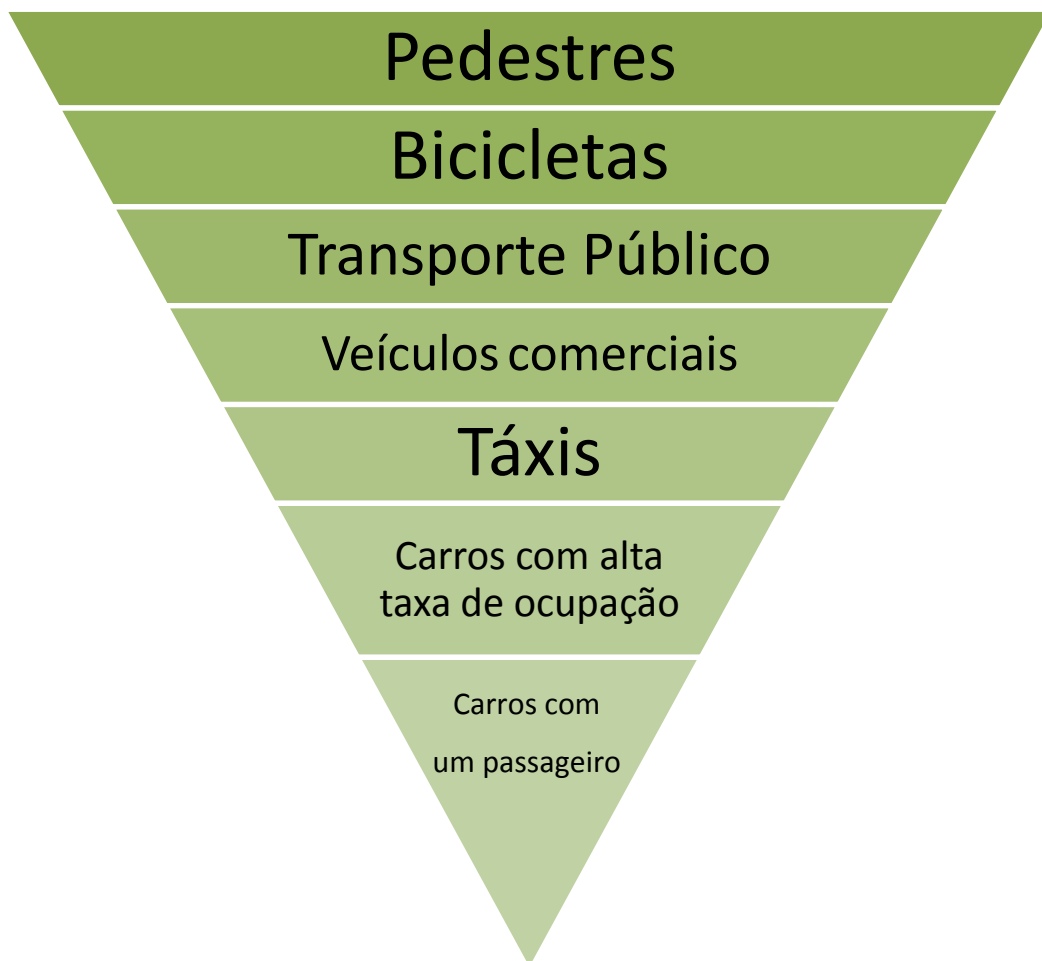 Pedestres
Bicicletas
Transporte Público
Veículos comerciais
Táxis
Carros com alta
taxa de ocupação
Carros com
um passageiro